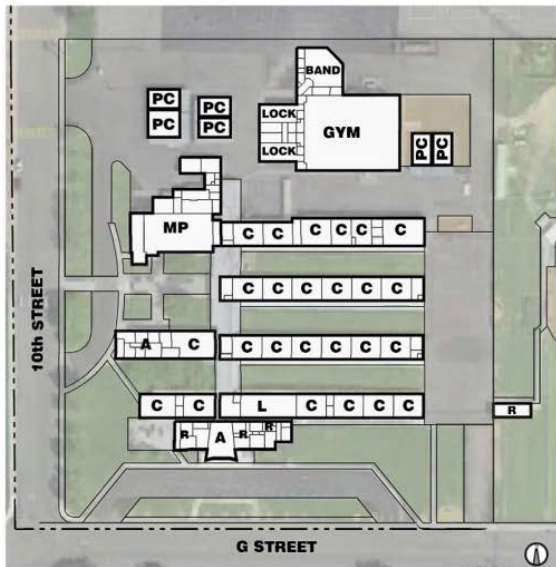 BAND
PC PC
PC PC
LOCK
GYM
LOCK
PC PC
MP
C C C C C C
C C C C C C
10th STREET
A C
C C C C C C
C C L C C C C
R A R R
R
G STREET